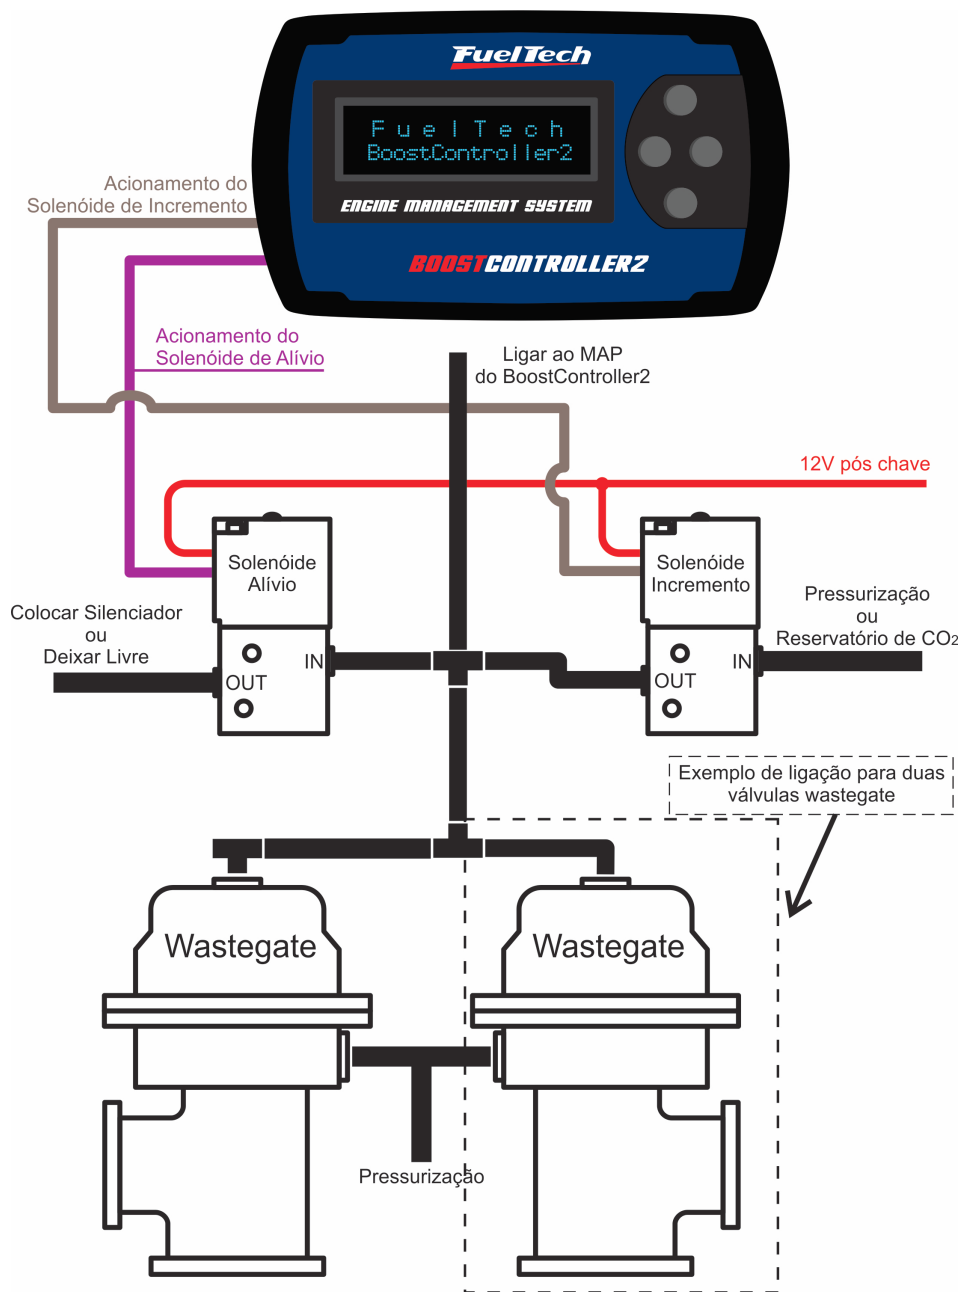 FuelTech
FuelTech
BoostController2
ENGINE MANAGEMENT SYSTEM
BOOSTCONTROLLER2
Acionamento do
Solenóide de Incremento
Acionamento do
Solenóide de Alívio
Ligar ao MAP
do BoostController2
12V pós chave
Solenóide
Alívio
Solenóide
Incremento
Colocar Silenciador
ou
Deixar Livre
Pressurização
ou
Reservatório de CO2
IN
OUT
IN
OUT
Exemplo de ligação para duas
válvulas wastegate
Wastegate
Wastegate
Pressurização